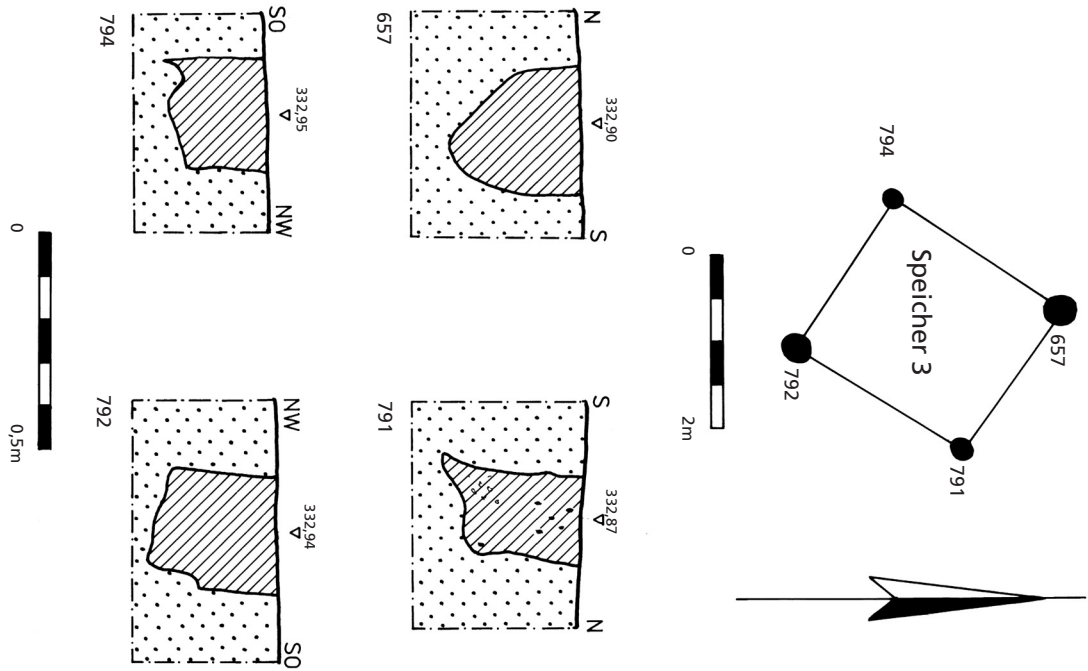 794
657
Speicher 3
792
791
0
2m
N
S
332,90
657
S
N
332,87
791
SO
NW
332,95
794
NW
SO
332,94
792
0
0,5m